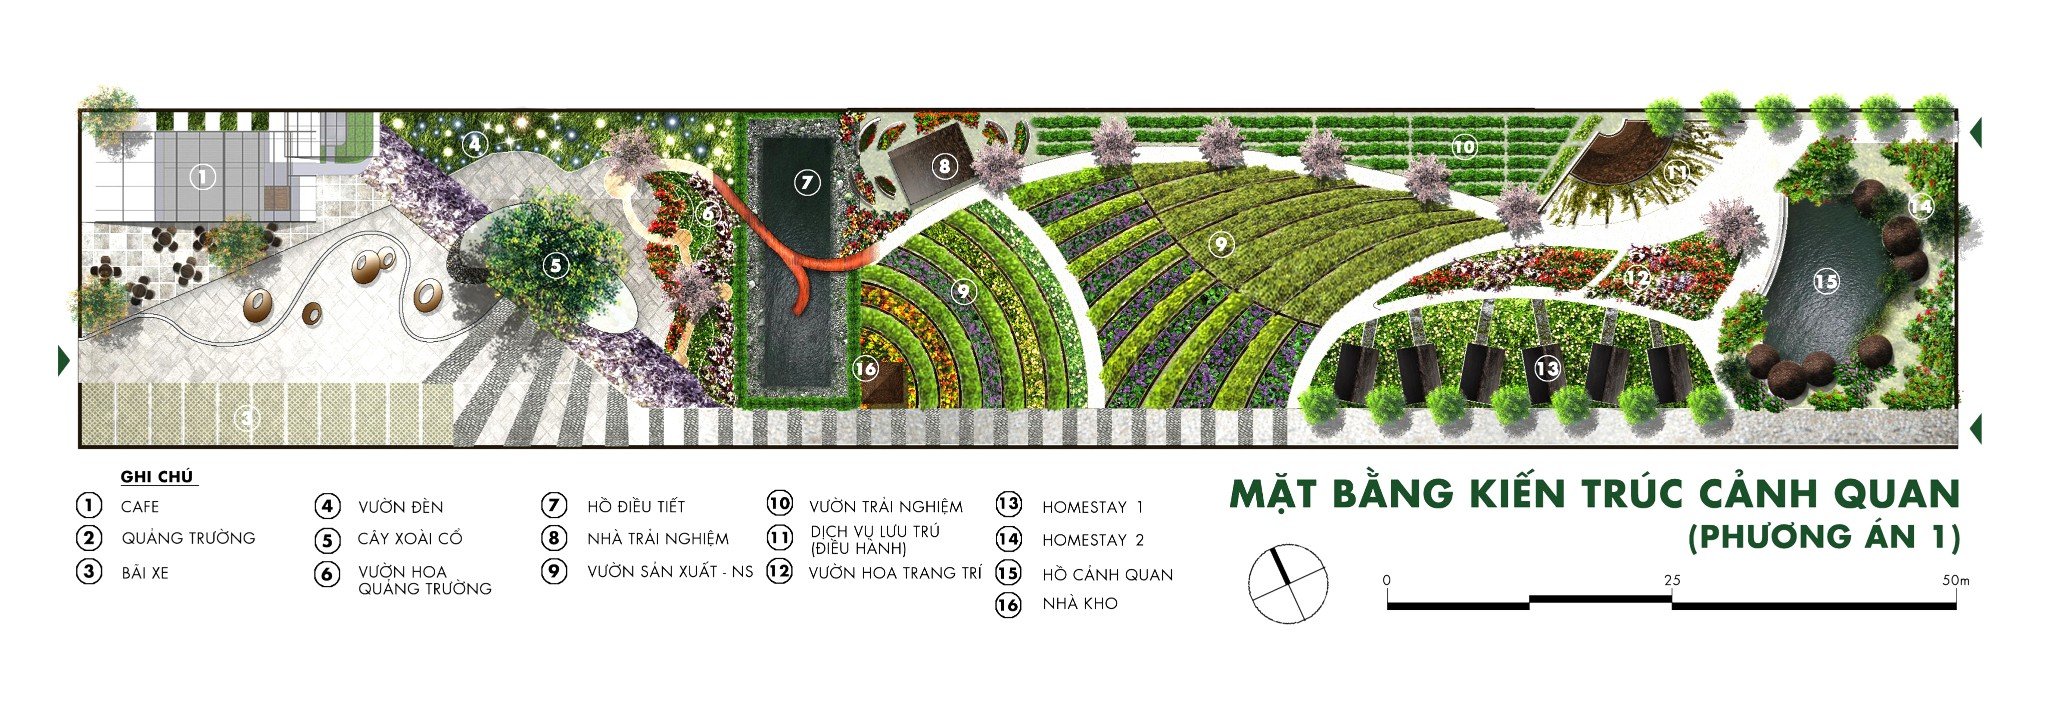 1
2
3
4
5
6
7
8
9
9
10
11
12
13
14
15
16
GHI CHÚ
1 CAFE
2 QUẢNG TRƯỜNG
3 BÃI XE
4 VƯỜN ĐÈN
5 CÂY XOÀI CỔ
6 VƯỜN HOA
QUẢNG TRƯỜNG
7 HỒ ĐIỀU TIẾT
8 NHÀ TRẢI NGHIỆM
9 VƯỜN SẢN XUẤT - NS
10 VƯỜN TRẢI NGHIỆM
11 DỊCH VỤ LƯU TRÚ
(ĐIỀU HÀNH)
12 VƯỜN HOA TRANG TRÍ
13 HOMESTAY 1
14 HOMESTAY 2
15 HỒ CẢNH QUAN
16 NHÀ KHO
MẶT BẰNG KIẾN TRÚC CẢNH QUAN
(PHƯƠNG ÁN 1)
0 25 50m